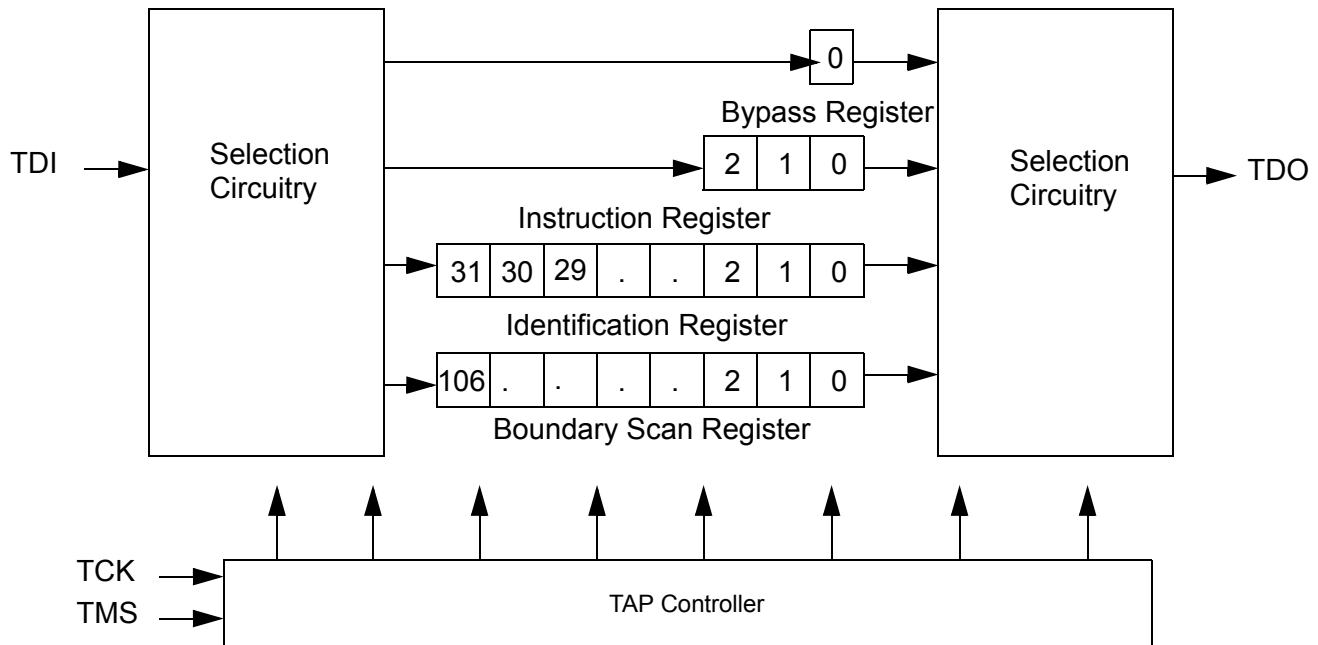 0
Bypass Register
TDI
Selection
Circuitry
2 1 0
Selection
Circuitry
TDO
Instruction Register
31 30 29 . . 2 1 0
Identification Register
106 . . . . 2 1 0
Boundary Scan Register
TCK
TMS
TAP Controller